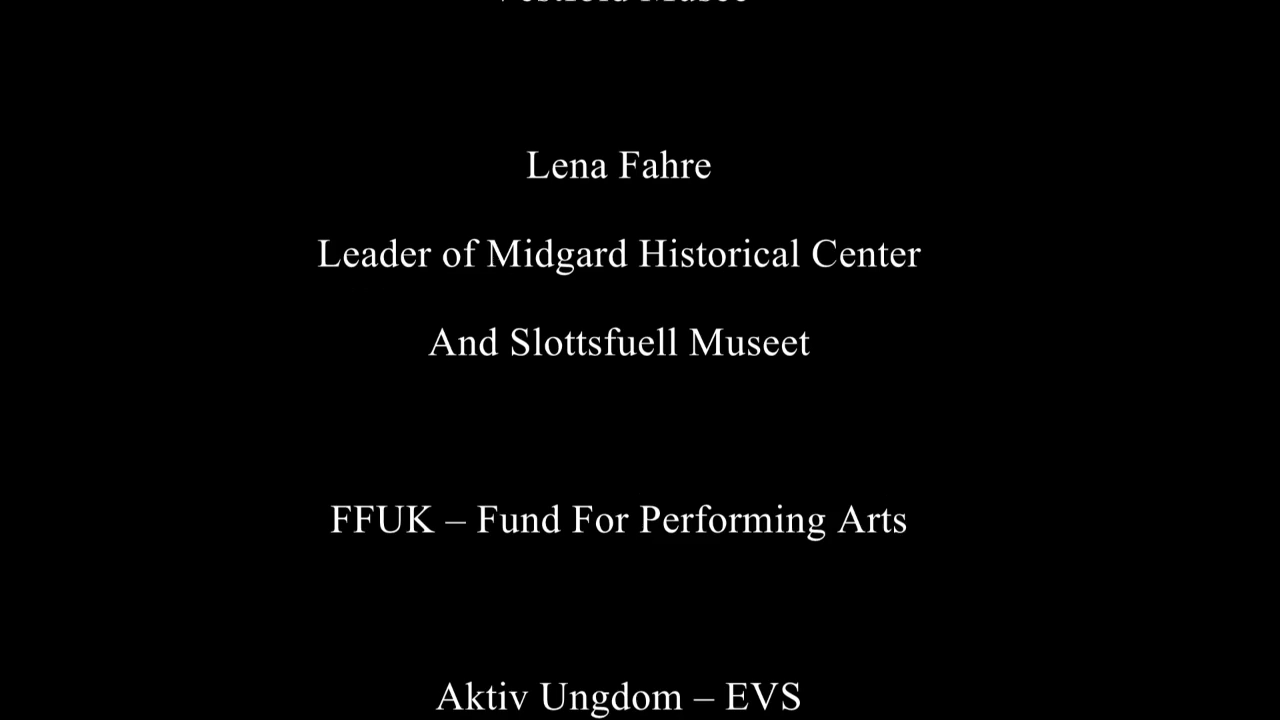 Lena Fahre
Leader of Midgard Historical Center
And Slottsfuell Museet
FFUK – Fund For Performing Arts
Aktiv Ungdom – EVS